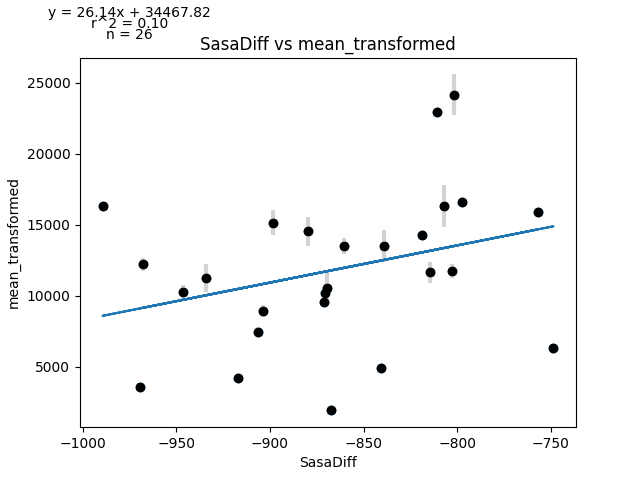 y = 26.14x + 34467.82
r^2 = 0.10
n = 26
SasaDiff vs mean_transformed
25000
20000
15000
10000
5000
mean_transformed
−1000
−950
−900
−850
−800
−750
SasaDiff